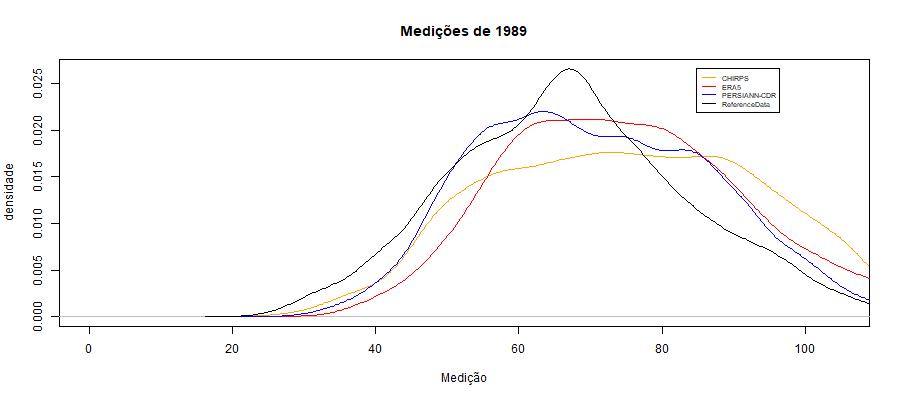 Medições de 1989
CHIRPS
ERA5
PERSIANN-CDR
ReferenceData
densidade
0.025
0.020
0.015
0.010
0.005
0.000
0 20 40 60 80 100
Medição